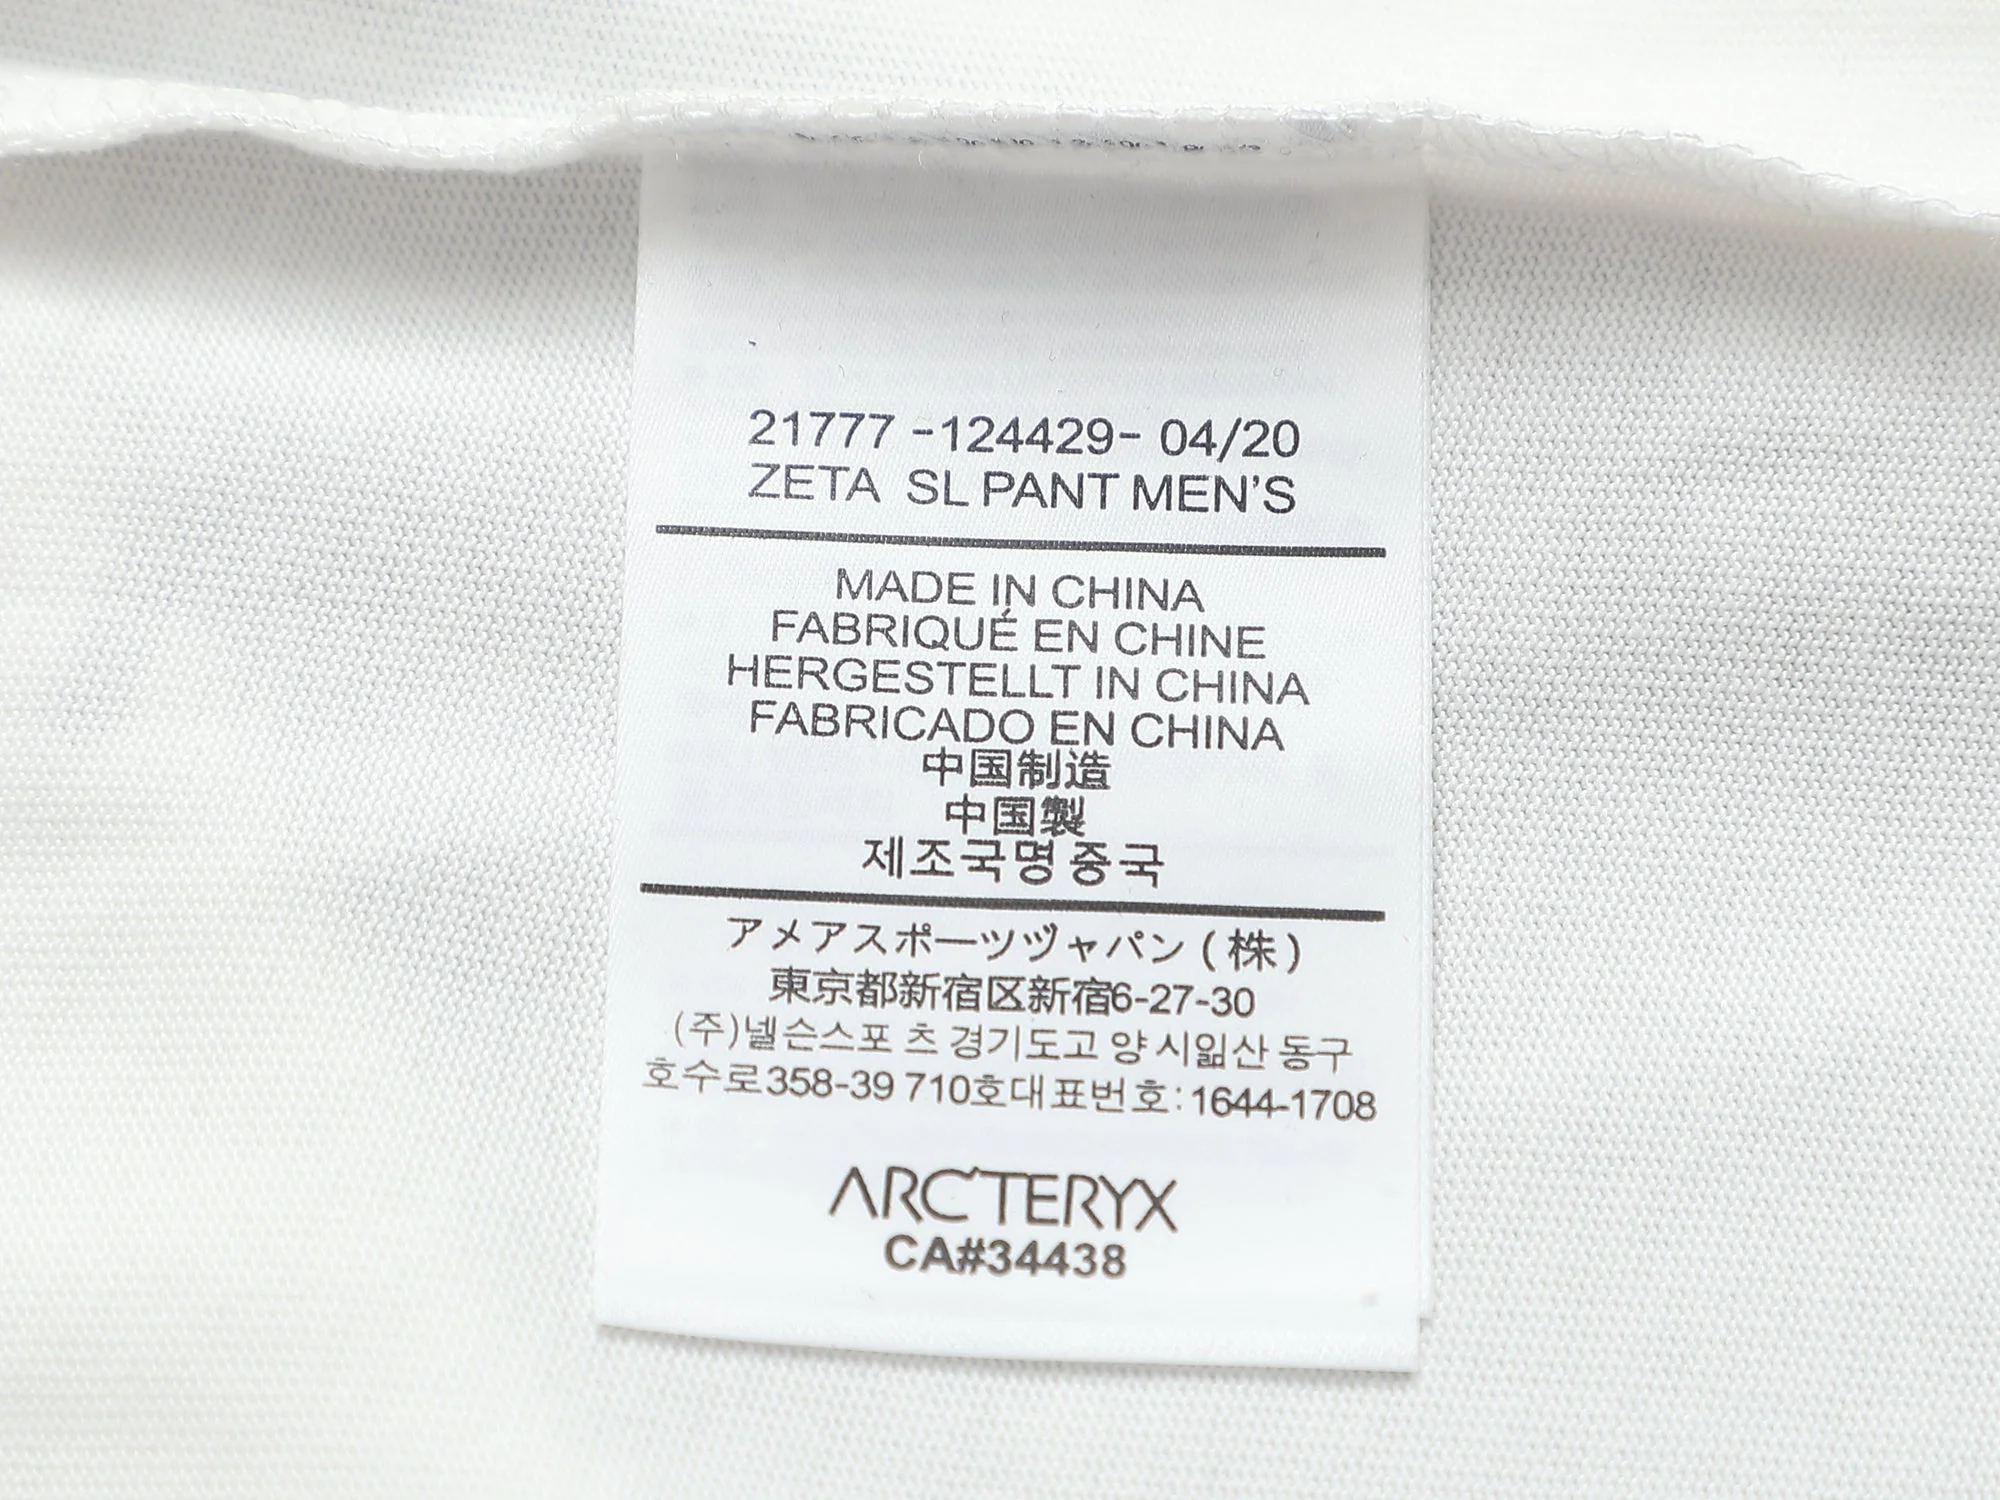 21777 -124429- 04/20
ZETA SL PANT MEN'S
MADE IN CHINA
FABRIQUÉ EN CHINE
HERGESTELLT IN CHINA
FABRICADO EN CHINA
中国制造
中国製
제조국명 중국
アメアスポーツヅャパン(株)
東京都新宿区新宿6-27-30
(주)넬슨스포 츠 경기도고 양 시잂산 동구
호수로358-39 710호대표번호:1644-1708
ARC'TERYX
CA#34438